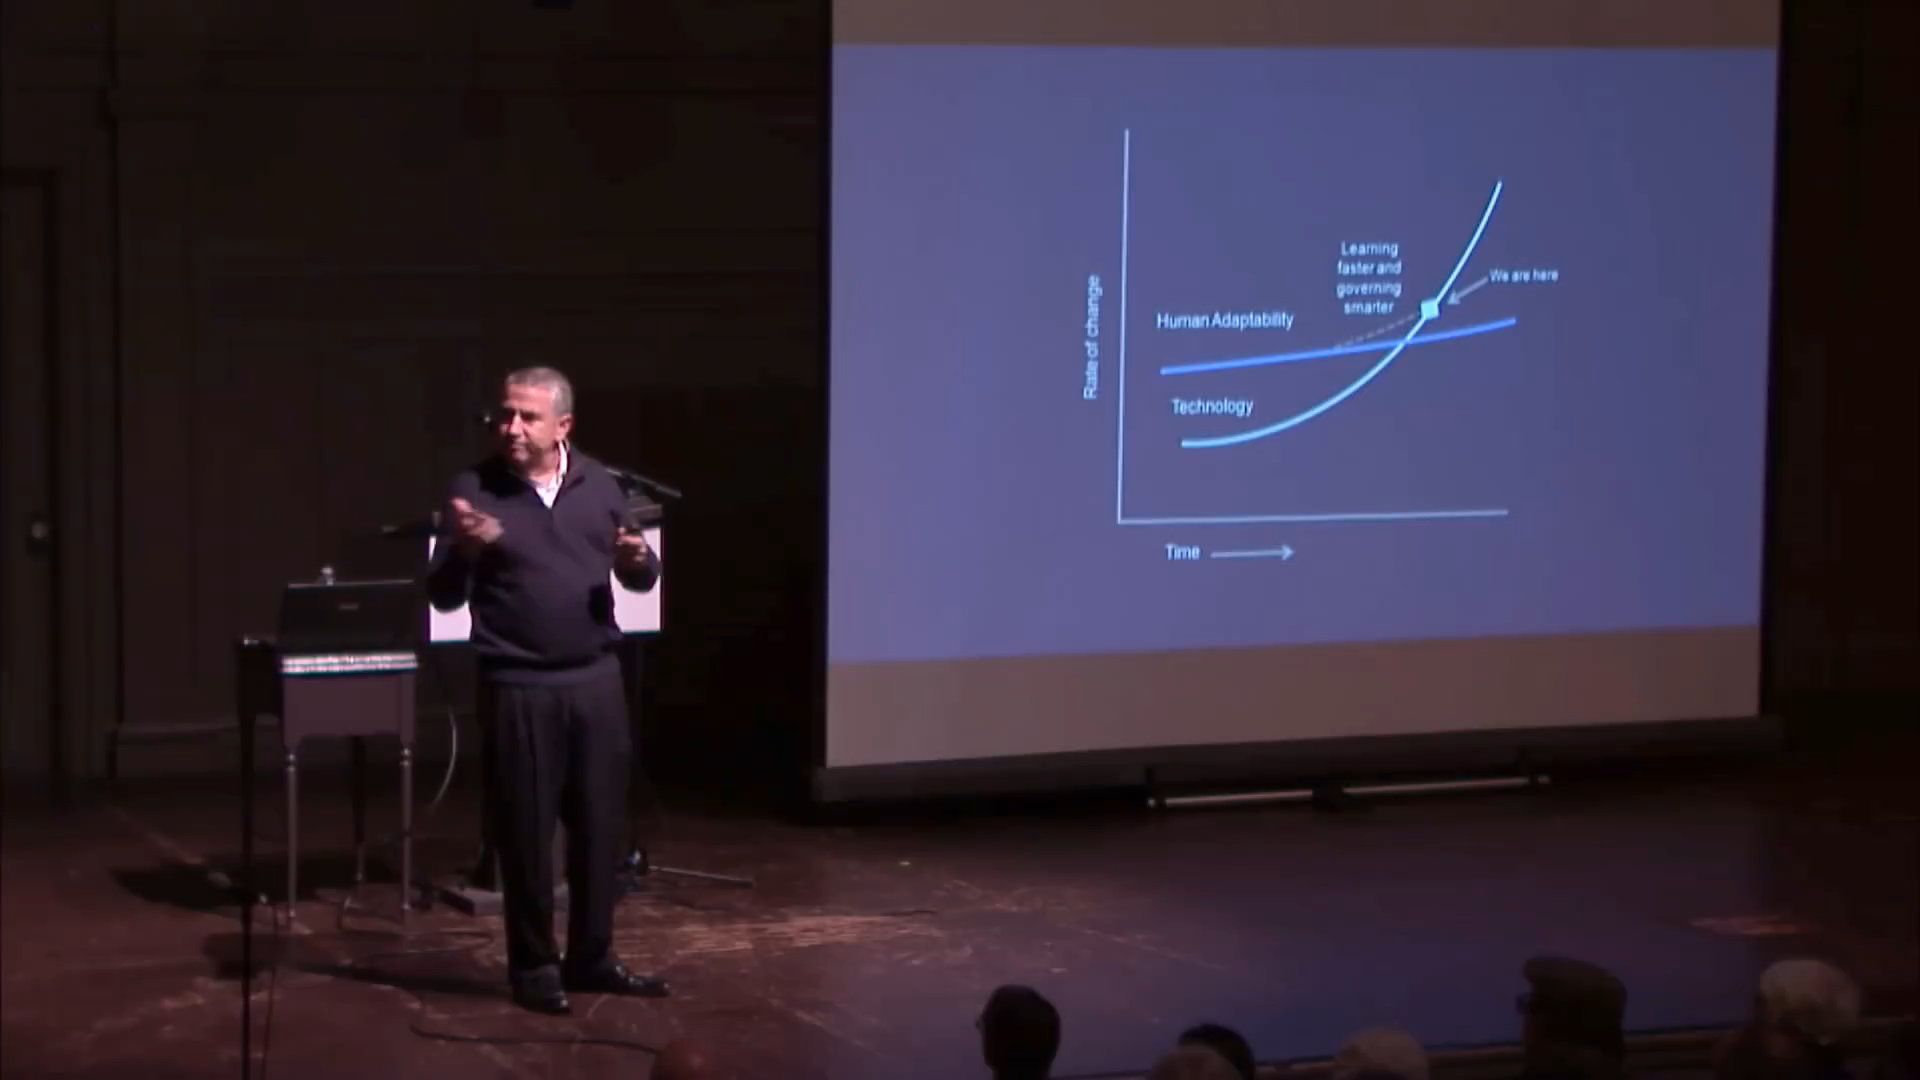 Learning
faster and
governing
smarter
We are here
Human Adaptability
Rate of change
Technology
Time